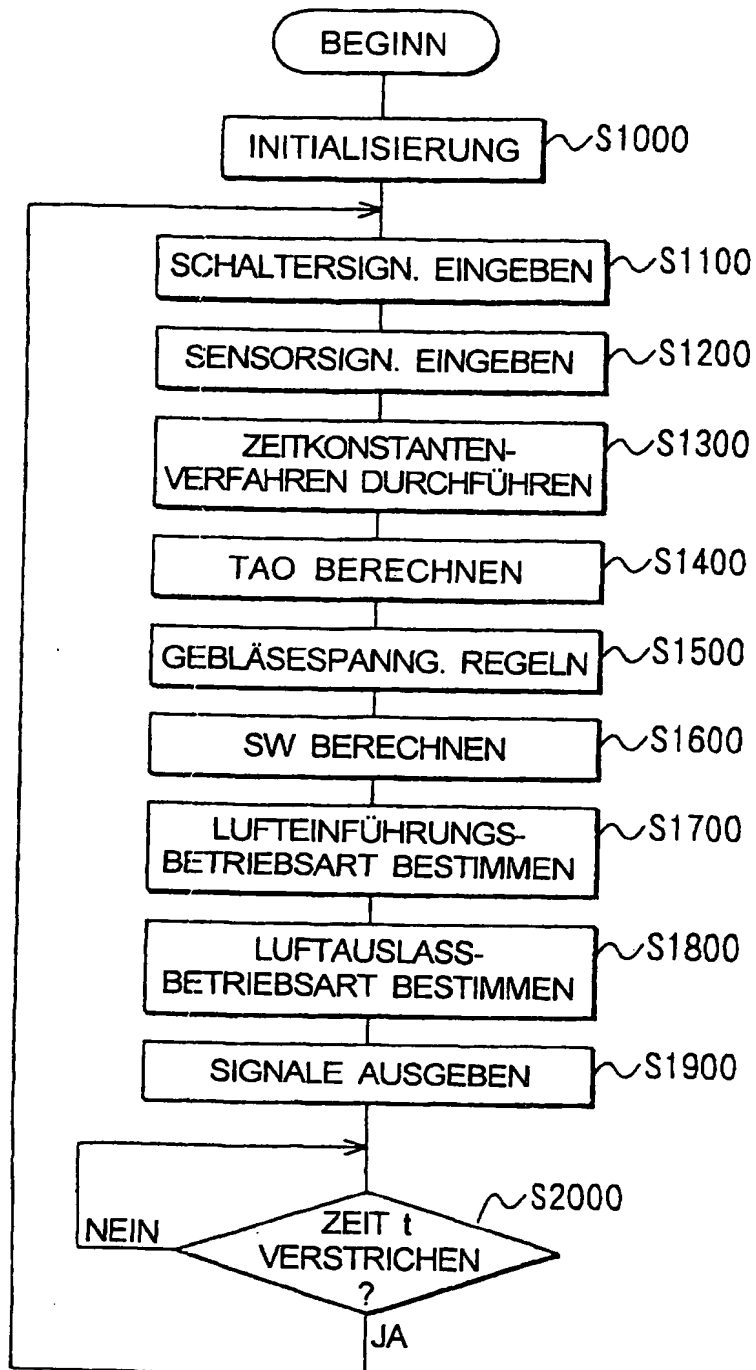 BEGINN
INITIALISIERUNG
S1000
SCHALTERSIGN. EINGEBEN
S1100
SENSORSIGN. EINGEBEN
S1200
ZEITKONSTANTEN-
VERFAHREN DURCHFÜHREN
S1300
TAO BERECHNEN
S1400
GEBLÄSESPANNG. REGELN
S1500
SW BERECHNEN
S1600
LUFTEINFÜHRUNGS-
BETRIEBSART BESTIMMEN
S1700
LUFTAUSLASS-
BETRIEBSART BESTIMMEN
S1800
SIGNALE AUSGEBEN
S1900
S2000
NEIN
ZEIT t
VERSTRICHEN
?
JA